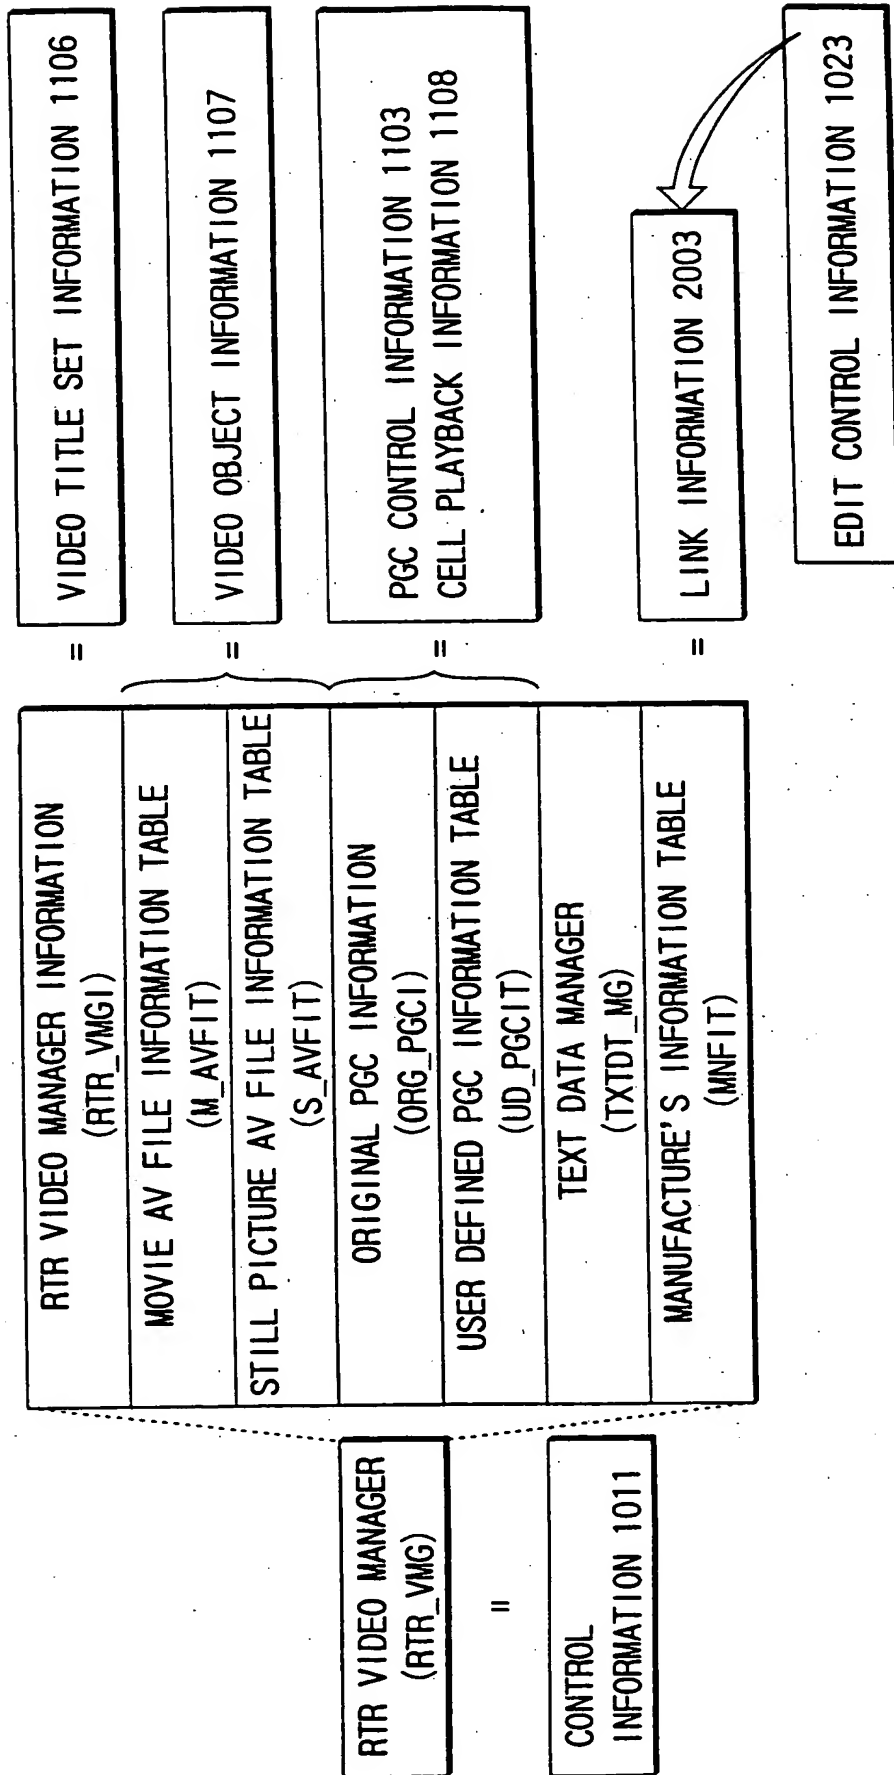 RTR VIDEO MANAGER
(RTR_VMG)
=
CONTROL
INFORMATION 1011
RTR VIDEO MANAGER INFORMATION
(RTR_VMGI)
MOVIE AV FILE INFORMATION TABLE
(M_AVFIT)
STILL PICTURE AV FILE INFORMATION TABLE
(S_AVFIT)
ORIGINAL PGC INFORMATION
(ORG_PGCI)
USER DEFINED PGC INFORMATION TABLE
(UD_PGCIT)
TEXT DATA MANAGER
(TXTDT_MG)
MANUFACTURE'S INFORMATION TABLE
(MNFIT)
= VIDEO TITLE SET INFORMATION 1106
= VIDEO OBJECT INFORMATION 1107
= PGC CONTROL INFORMATION 1103
CELL PLAYBACK INFORMATION 1108
= LINK INFORMATION 2003
EDIT CONTROL INFORMATION 1023